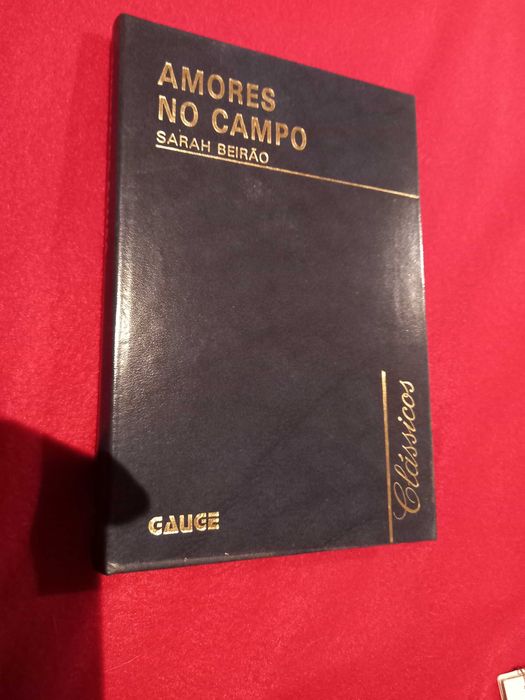 AMORES
NO CAMPO
SARAH BEIRÃO
Clássicos
GAUGE